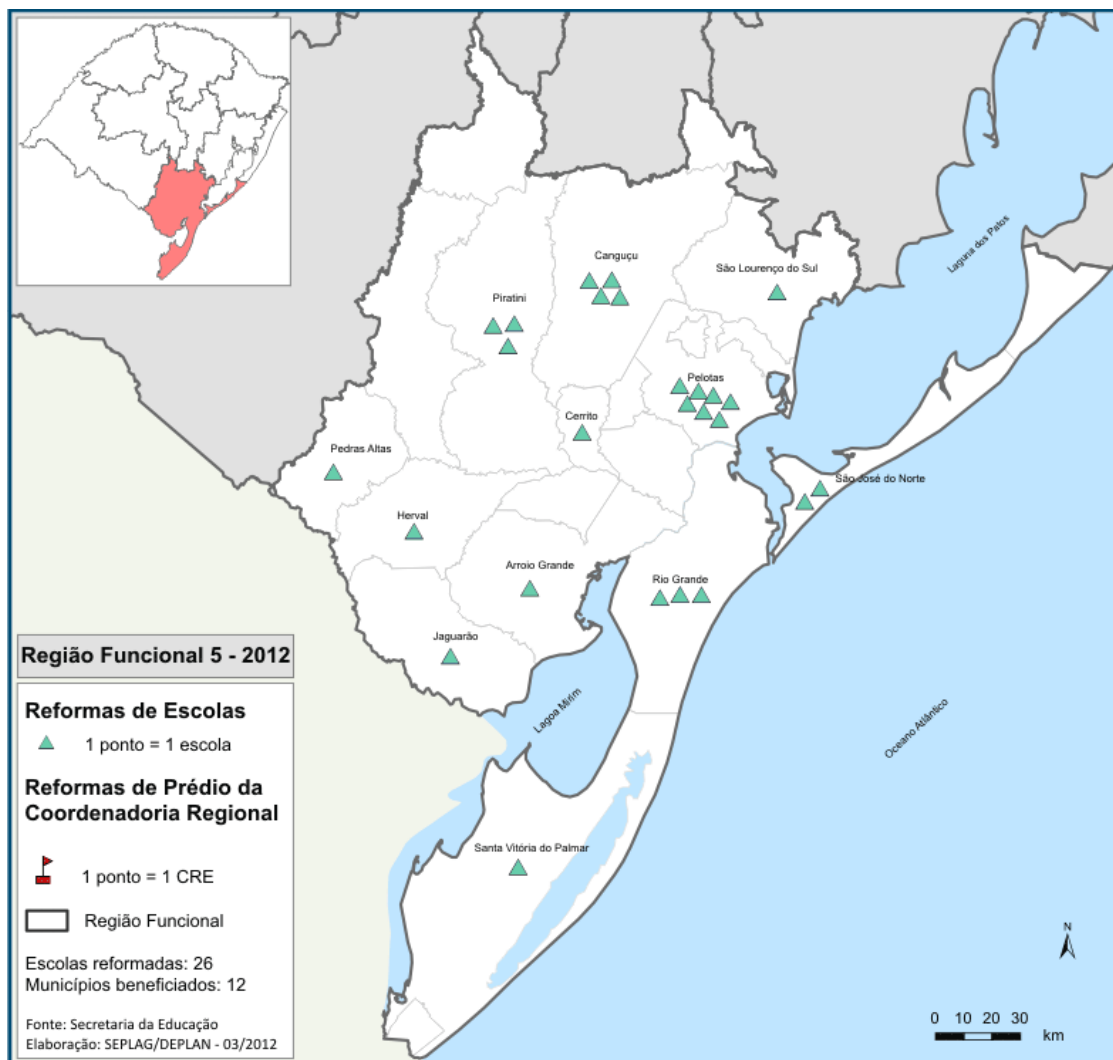 Canguçu
São Lourenço do Sul
Laguna dos Patos
Piratini
Pelotas
Cerrito
Pedras Altas
São José do Norte
Herval
Arroio Grande
Rio Grande
Jaguarão
Lagoa Mirim
Oceano Atlântico
Santa Vitória do Palmar
Região Funcional 5 - 2012
Reformas de Escolas
1 ponto = 1 escola
Reformas de Prédio da
Coordenadoria Regional
1 ponto = 1 CRE
Região Funcional
Escolas reformadas: 26
Municípios beneficiados: 12
Fonte: Secretaria da Educação
Elaboração: SEPLAG/DEPLAN - 03/2012
N
0 10 20 30
km